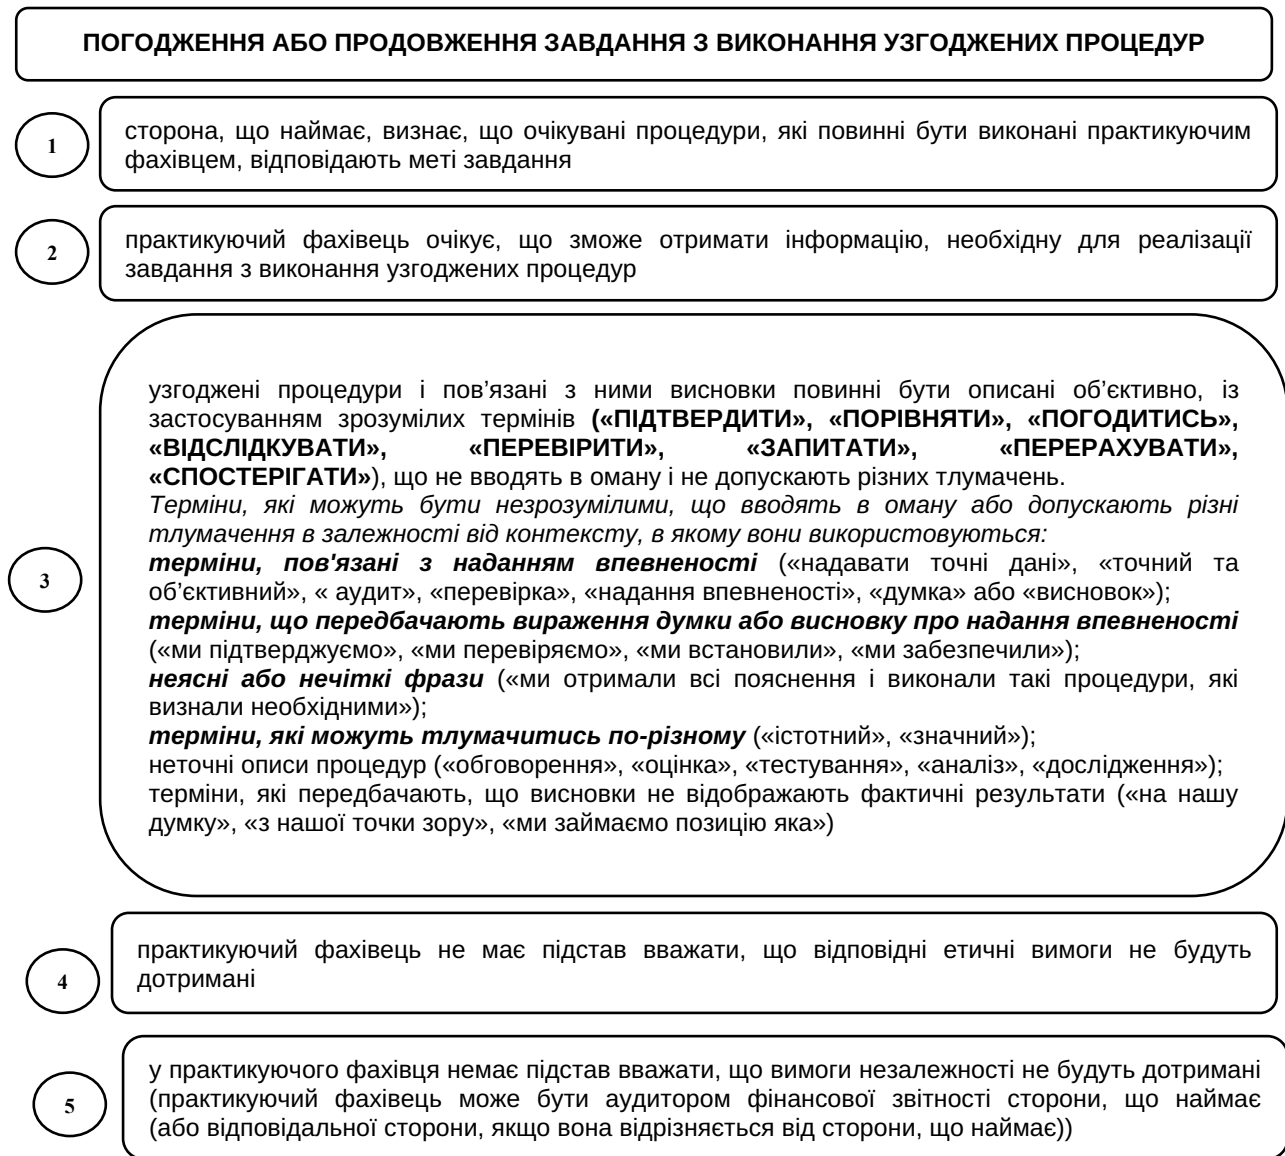 ПОГОДЖЕННЯ АБО ПРОДОВЖЕННЯ ЗАВДАННЯ З ВИКОНАННЯ УЗГОДЖЕНИХ ПРОЦЕДУР
1
сторона, що наймає, визнає, що очікувані процедури, які повинні бути виконані практикуючим
фахівцем, відповідають меті завдання
2
практикуючий фахівець очікує, що зможе отримати інформацію, необхідну для реалізації
завдання з виконання узгоджених процедур
3
узгоджені процедури і пов’язані з ними висновки повинні бути описані об’єктивно, із
застосуванням зрозумілих термінів («ПІДТВЕРДИТИ», «ПОРІВНЯТИ», «ПОГОДИТИСЬ»,
«ВІДСЛІДКУВАТИ», «ПЕРЕВІРИТИ», «ЗАПИТАТИ», «ПЕРЕРАХУВАТИ»,
«СПОСТЕРІГАТИ»), що не вводять в оману і не допускають різних тлумачень.
Терміни, які можуть бути незрозумілими, що вводять в оману або допускають різні
тлумачення в залежності від контексту, в якому вони використовуються:
терміни, пов'язані з наданням впевненості («надавати точні дані», «точний та
об’єктивний», « аудит», «перевірка», «надання впевненості», «думка» або «висновок»);
терміни, що передбачають вираження думки або висновку про надання впевненості
(«ми підтверджуємо», «ми перевіряємо», «ми встановили», «ми забезпечили»);
неясні або нечіткі фрази («ми отримали всі пояснення і виконали такі процедури, які
визнали необхідними»);
терміни, які можуть тлумачитись по-різному («істотний», «значний»);
неточні описи процедур («обговорення», «оцінка», «тестування», «аналіз», «дослідження»);
терміни, які передбачають, що висновки не відображають фактичні результати («на нашу
думку», «з нашої точки зору», «ми займаємо позицію яка»)
4
практикуючий фахівець не має підстав вважати, що відповідні етичні вимоги не будуть
дотримані
5
у практикуючого фахівця немає підстав вважати, що вимоги незалежності не будуть дотримані
(практикуючий фахівець може бути аудитором фінансової звітності сторони, що наймає
(або відповідальної сторони, якщо вона відрізняється від сторони, що наймає))